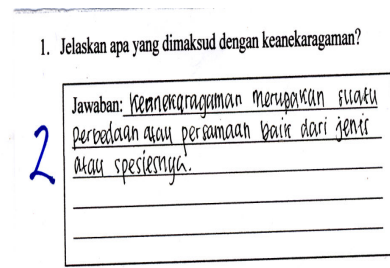 1. Jelaskan apa yang dimaksud dengan keanekaragaman?
Jawaban: Keanekaragaman merupakan suatu
perbedaan atau persamaan baik dari jenis
atau spesiesnya.
2